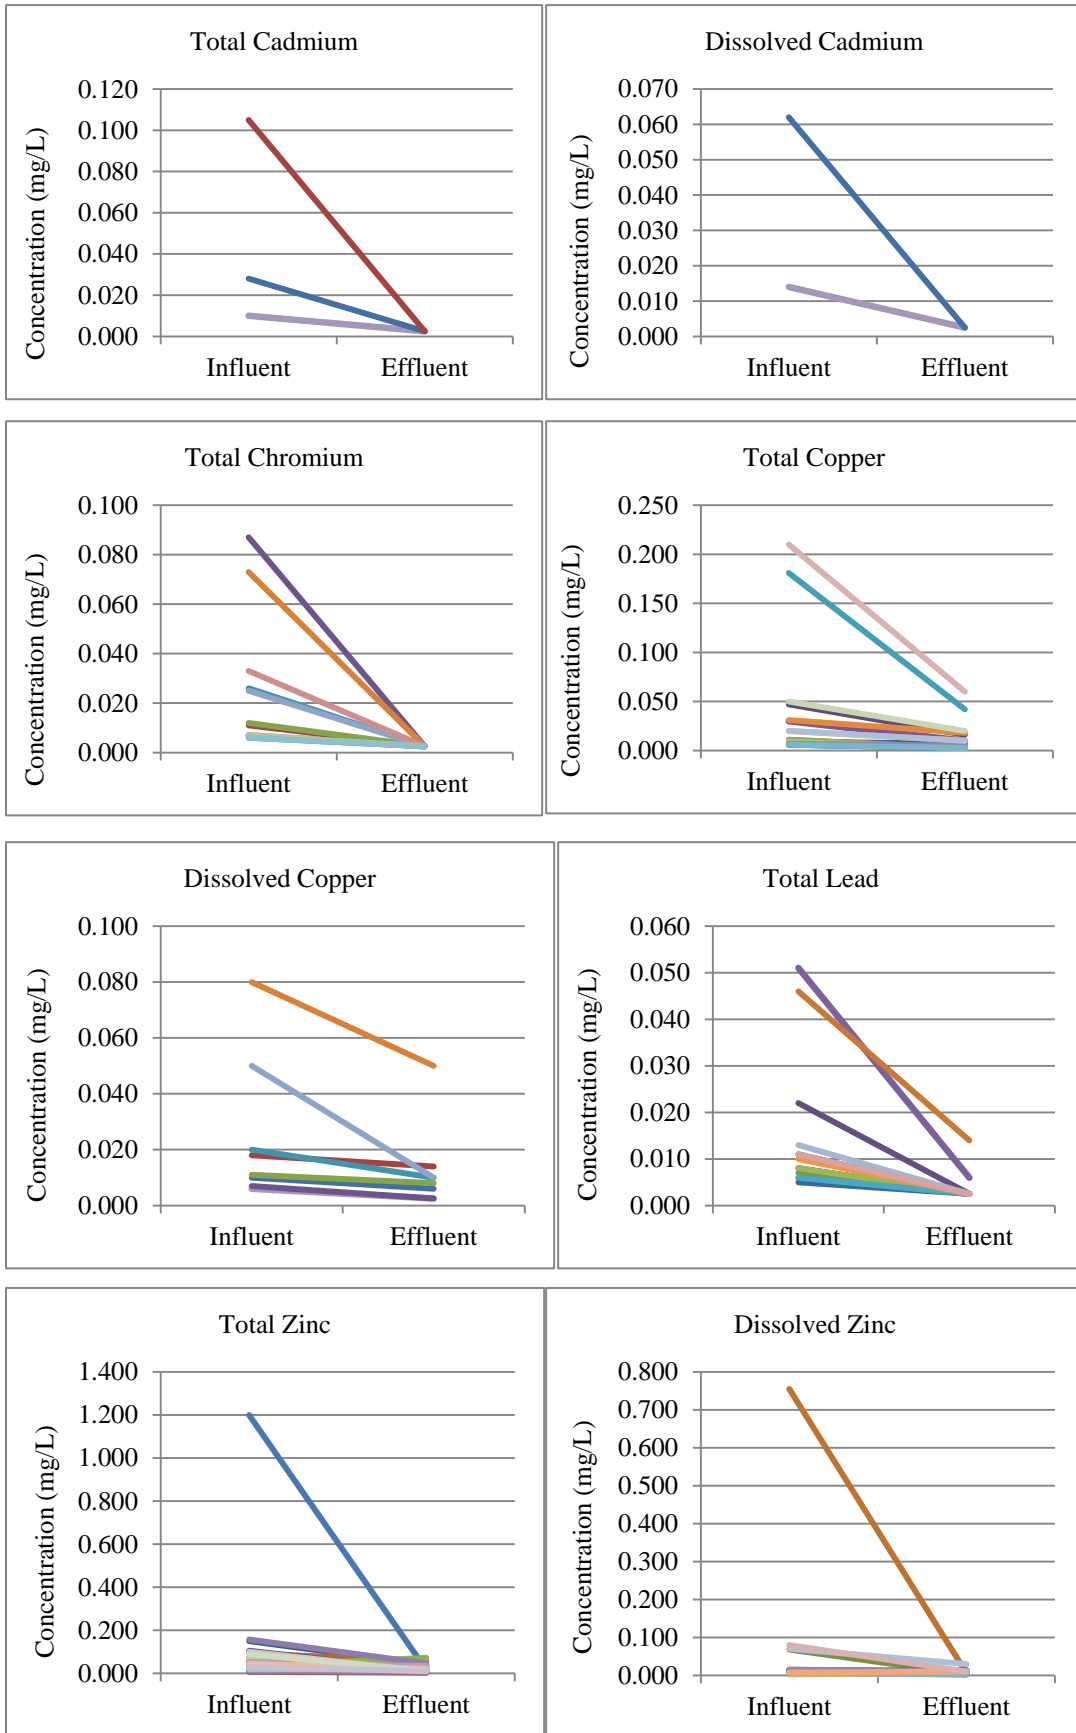 Total Cadmium
Concentration (mg/L)
0.120
0.100
0.080
0.060
0.040
0.020
0.000
Influent Effluent
Dissolved Cadmium
Concentration (mg/L)
0.070
0.060
0.050
0.040
0.030
0.020
0.010
0.000
Influent Effluent
Total Chromium
Concentration (mg/L)
0.100
0.080
0.060
0.040
0.020
0.000
Influent Effluent
Total Copper
Concentration (mg/L)
0.250
0.200
0.150
0.100
0.050
0.000
Influent Effluent
Dissolved Copper
Concentration (mg/L)
0.100
0.080
0.060
0.040
0.020
0.000
Influent Effluent
Total Lead
Concentration (mg/L)
0.060
0.050
0.040
0.030
0.020
0.010
0.000
Influent Effluent
Total Zinc
Concentration (mg/L)
1.400
1.200
1.000
0.800
0.600
0.400
0.200
0.000
Influent Effluent
Dissolved Zinc
Concentration (mg/L)
0.800
0.700
0.600
0.500
0.400
0.300
0.200
0.100
0.000
Influent Effluent